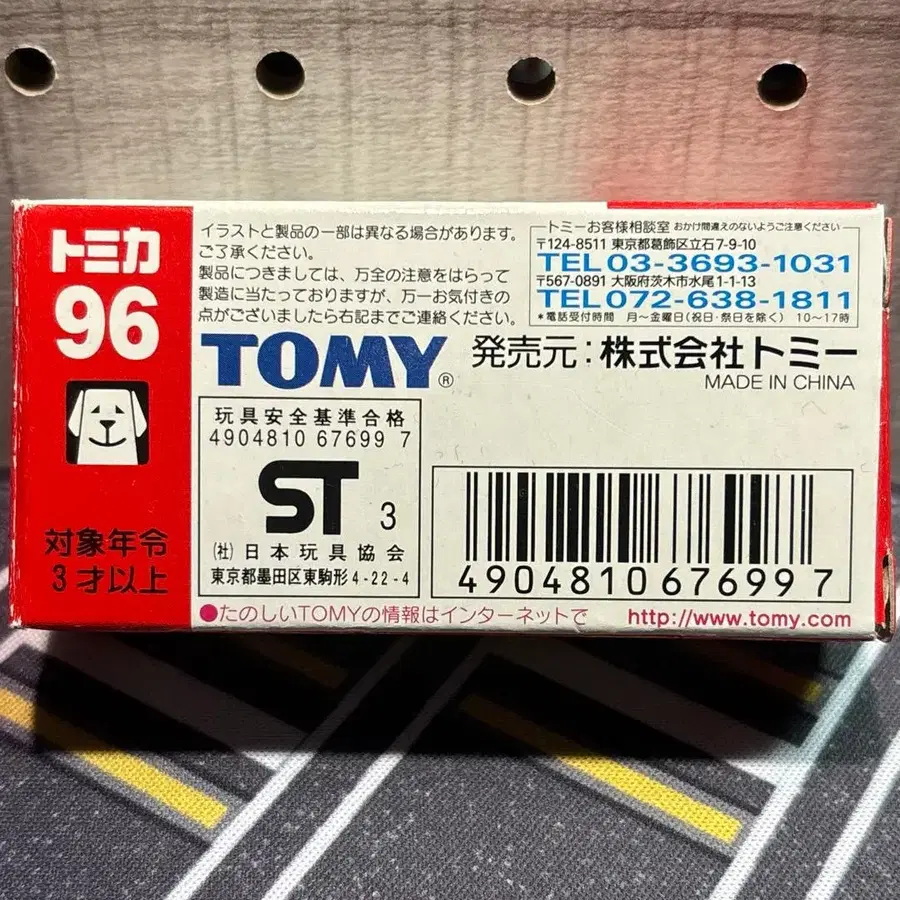 トミカ
96
対象年令
3才以上
イラストと製品の一部は異なる場合があります。
ご了承ください。
製品につきましては、万全の注意をはらって
製造に当たっておりますが、万一お気付きの
点がございましたら右記までご連絡ください。
トミーお客様相談室 おかけ間違えのないようご注意ください
〒124-8511 東京都葛飾区立石7-9-10
TEL03-3693-1031
〒567-0891 大阪府茨木市水尾1-1-13
TEL072-638-1811
*電話受付時間 月〜金曜日(祝日・祭日を除く) 10〜17時
TOMY®
発売元:株式会社トミー
MADE IN CHINA
玩具安全基準合格
4904810 67699 7
ST 3
(社)日本玩具協会
東京都墨田区東駒形4-22-4
4904810676997
●たのしいTOMYの情報はインターネットで http://www.tomy.com